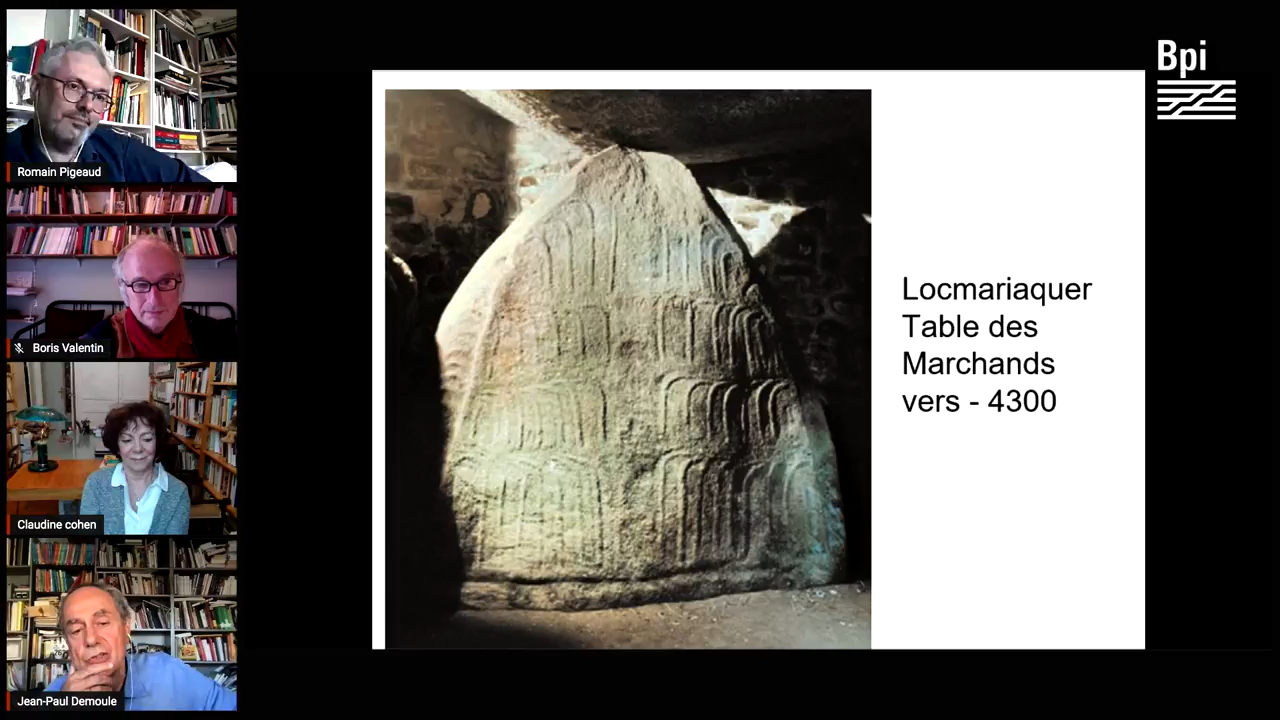 Romain Pigeaud
Boris Valentin
Claudine cohen
Jean-Paul Demoule
Bpi
Locmariaquer
Table des
Marchands
vers - 4300